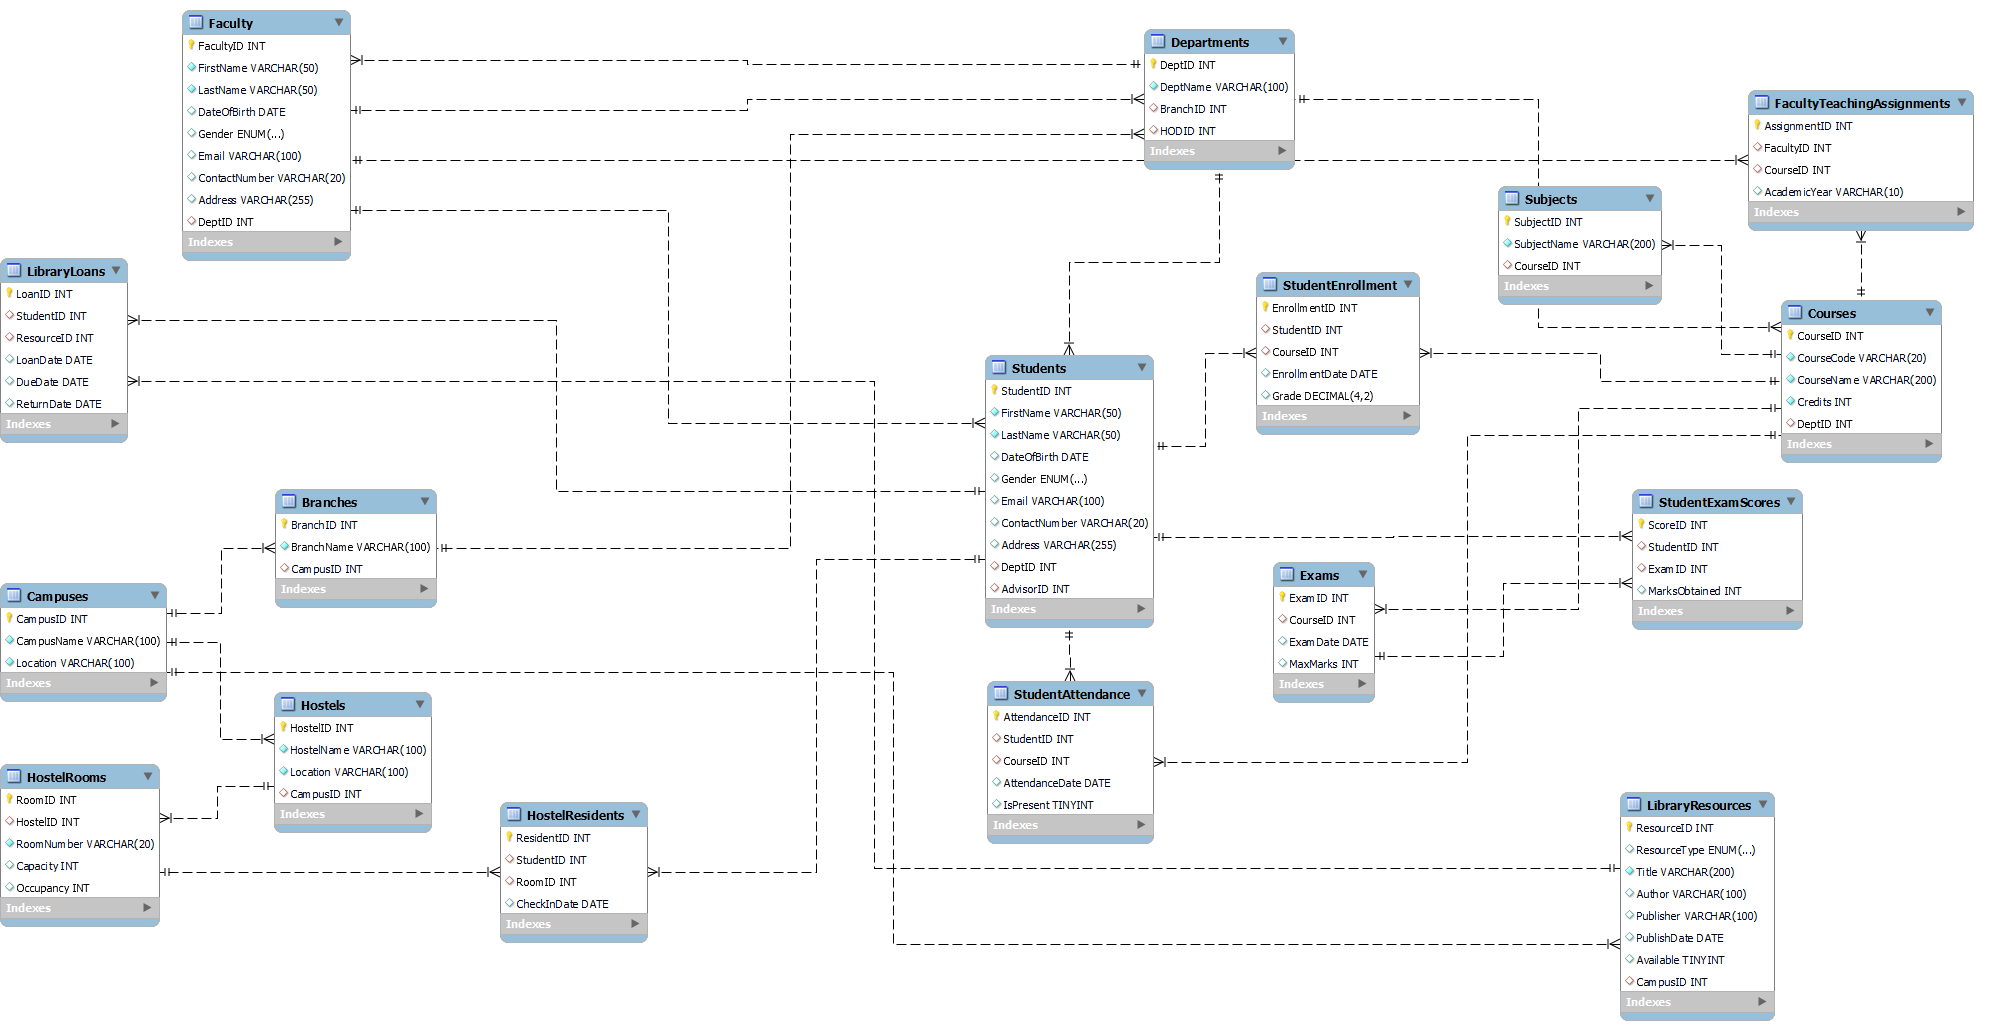 Faculty
FacultyID INT
FirstName VARCHAR(50)
LastName VARCHAR(50)
DateOfBirth DATE
Gender ENUM(...)
Email VARCHAR(100)
ContactNumber VARCHAR(20)
Address VARCHAR(255)
DeptID INT
Indexes
Departments
DeptID INT
DeptName VARCHAR(100)
BranchID INT
HODID INT
Indexes
FacultyTeachingAssignments
AssignmentID INT
FacultyID INT
CourseID INT
AcademicYear VARCHAR(10)
Indexes
Subjects
SubjectID INT
SubjectName VARCHAR(200)
CourseID INT
Indexes
LibraryLoans
LoanID INT
StudentID INT
ResourceID INT
LoanDate DATE
DueDate DATE
ReturnDate DATE
Indexes
StudentEnrollment
EnrollmentID INT
StudentID INT
CourseID INT
EnrollmentDate DATE
Grade DECIMAL(4,2)
Indexes
Courses
CourseID INT
CourseCode VARCHAR(20)
CourseName VARCHAR(200)
Credits INT
DeptID INT
Indexes
Students
StudentID INT
FirstName VARCHAR(50)
LastName VARCHAR(50)
DateOfBirth DATE
Gender ENUM(...)
Email VARCHAR(100)
ContactNumber VARCHAR(20)
Address VARCHAR(255)
DeptID INT
AdvisorID INT
Indexes
Branches
BranchID INT
BranchName VARCHAR(100)
CampusID INT
Indexes
StudentExamScores
ScoreID INT
StudentID INT
ExamID INT
MarksObtained INT
Indexes
Exams
ExamID INT
CourseID INT
ExamDate DATE
MaxMarks INT
Indexes
Campuses
CampusID INT
CampusName VARCHAR(100)
Location VARCHAR(100)
Indexes
StudentAttendance
AttendanceID INT
StudentID INT
CourseID INT
AttendanceDate DATE
IsPresent TINYINT
Indexes
Hostels
HostelID INT
HostelName VARCHAR(100)
Location VARCHAR(100)
CampusID INT
Indexes
HostelRooms
RoomID INT
HostelID INT
RoomNumber VARCHAR(20)
Capacity INT
Occupancy INT
Indexes
HostelResidents
ResidentID INT
StudentID INT
RoomID INT
CheckInDate DATE
Indexes
LibraryResources
ResourceID INT
ResourceType ENUM(...)
Title VARCHAR(200)
Author VARCHAR(100)
Publisher VARCHAR(100)
PublishDate DATE
Available TINYINT
CampusID INT
Indexes